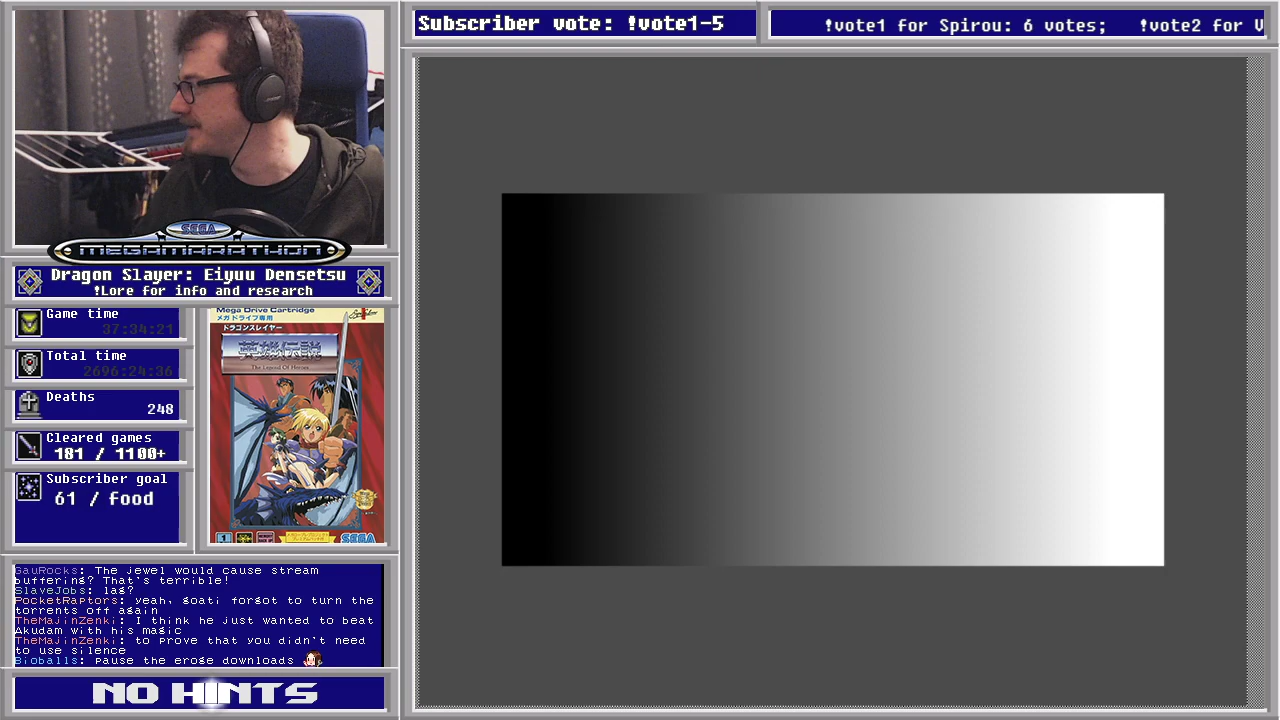 Subscriber vote: !vote1-5
!vote1 for Spirou: 6 votes; !vote2 for U
SEGA
MEGAMARATHON
Dragon Slayer: Eiyuu Densetsu
!Lore for info and research
Game time
37:34:21
Total time
2696:24:36
Deaths
248
Cleared games
181 / 1100+
Subscriber goal
61 / food
Mega Drive Cartridge
メガドライブ専用
ドラゴンスレイヤー
英雄伝説
The Legend Of Heroes
SEGA
GauRocks: The jewel would cause stream
buffering? That's terrible!
SlaveJobs: lag?
PocketRaptors: yeah, goati forgot to turn the
torrents off again
TheMajinZenki: I think he just wanted to beat
Akudam with his magic
TheMajinZenki: to prove that you didn't need
to use silence
Bioballs: pause the eroge downloads
NO HINTS